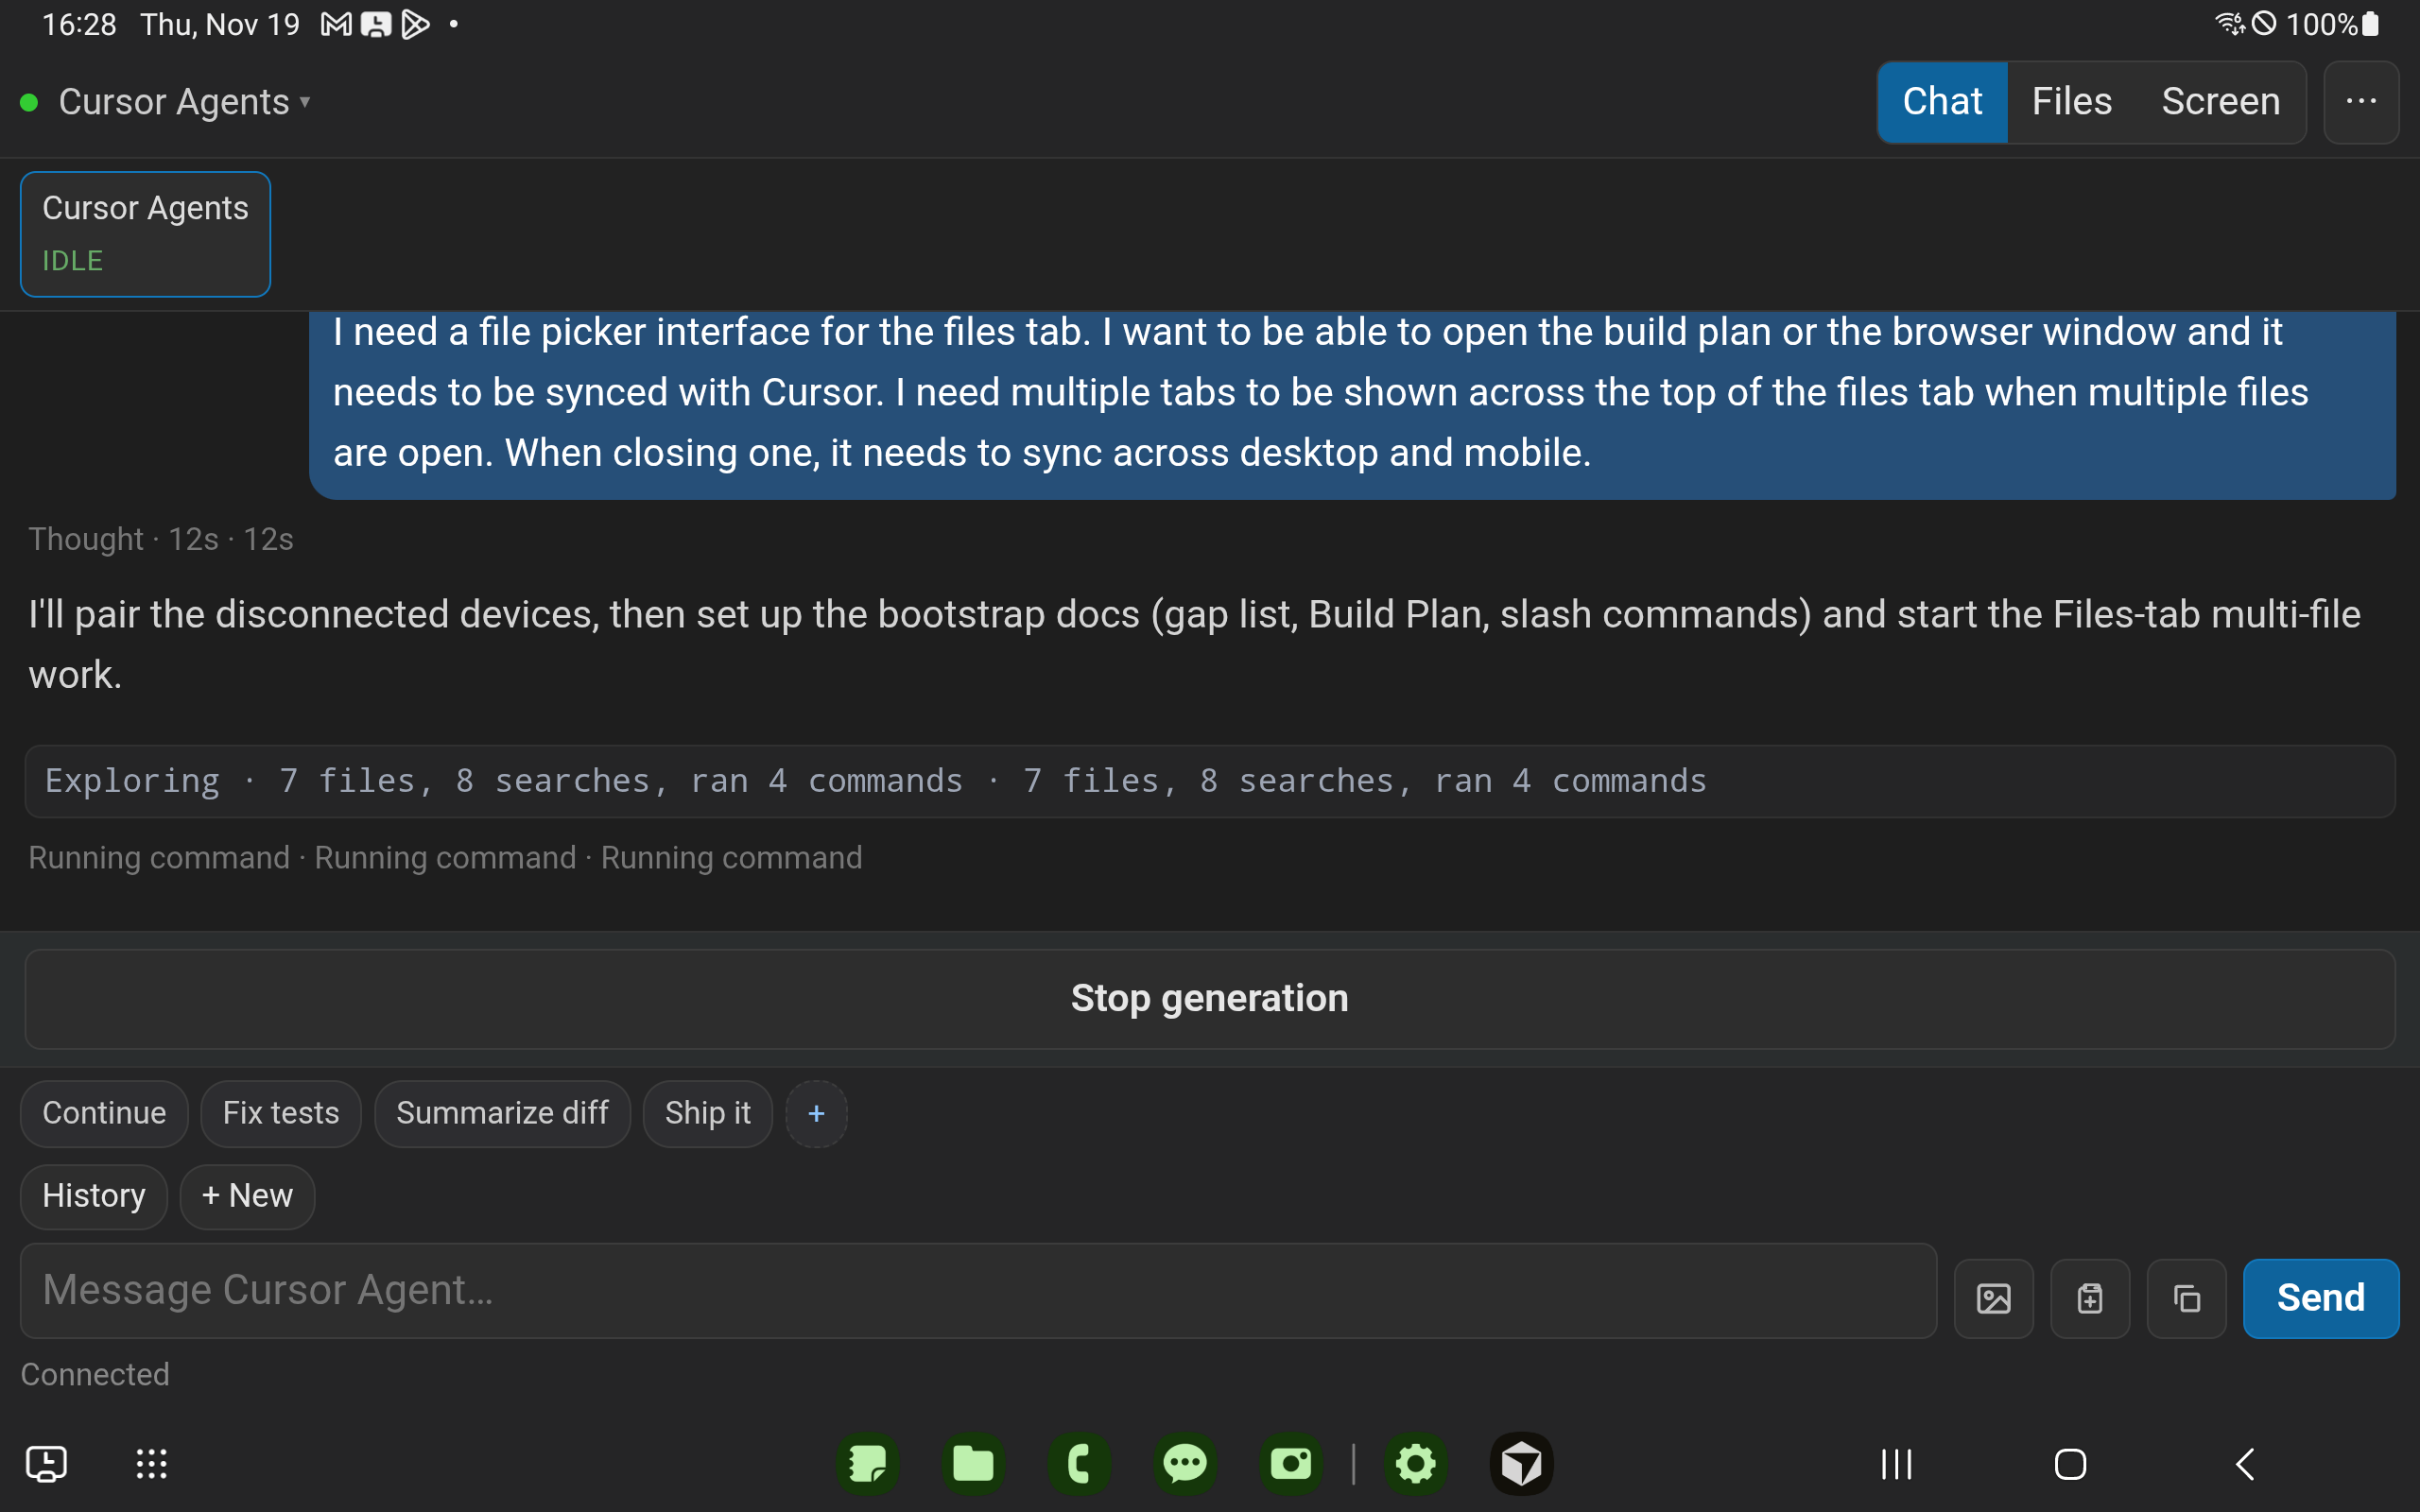 16:28 Thu, Nov 19 • 100%
Cursor Agents ▾
Chat Files Screen ...
Cursor Agents
IDLE
I need a file picker interface for the files tab. I want to be able to open the build plan or the browser window and it
needs to be synced with Cursor. I need multiple tabs to be shown across the top of the files tab when multiple files
are open. When closing one, it needs to sync across desktop and mobile.
Thought · 12s · 12s
I'll pair the disconnected devices, then set up the bootstrap docs (gap list, Build Plan, slash commands) and start the Files-tab multi-file
work.
Exploring · 7 files, 8 searches, ran 4 commands · 7 files, 8 searches, ran 4 commands
Running command · Running command · Running command
Stop generation
Continue Fix tests Summarize diff Ship it +
History + New
Message Cursor Agent… Send
Connected